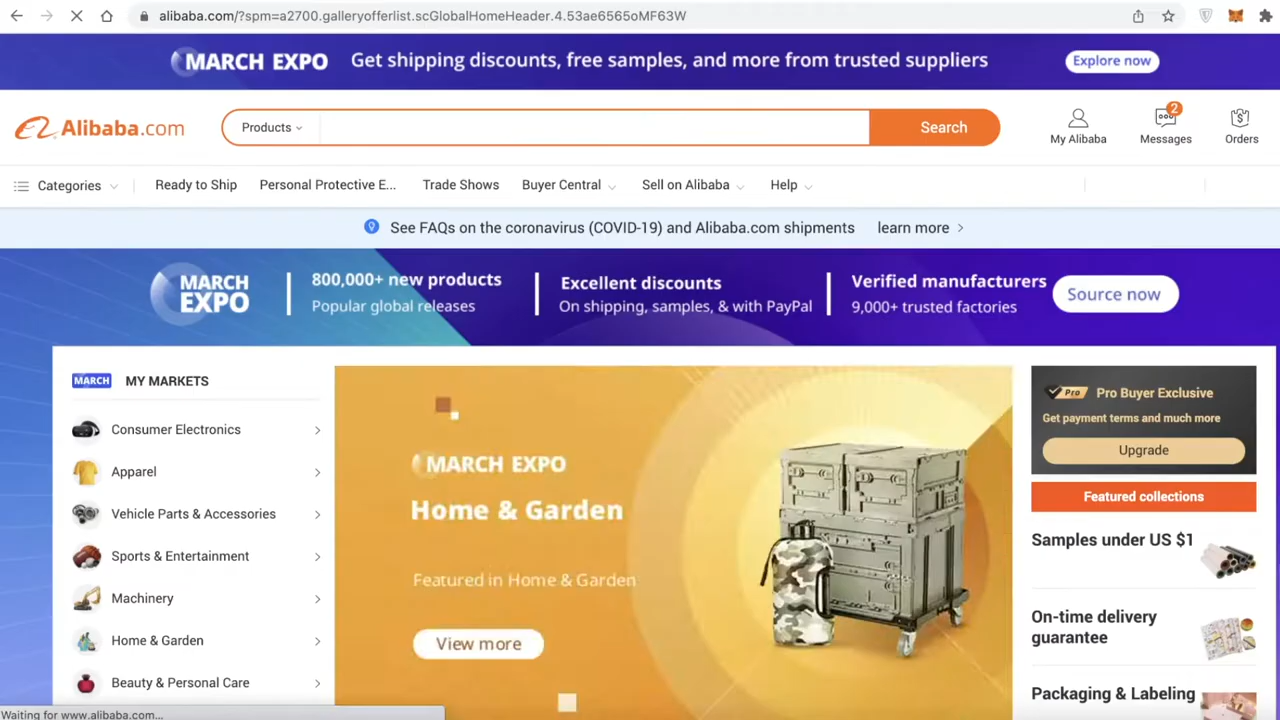 alibaba.com/?spm=a2700.galleryofferlist.scGlobalHomeHeader.4.53ae6565oMF63W
MARCH EXPO Get shipping discounts, free samples, and more from trusted suppliers Explore now
Alibaba.com Products Search
2
My Alibaba Messages Orders
Categories Ready to Ship Personal Protective E... Trade Shows Buyer Central Sell on Alibaba Help
See FAQs on the coronavirus (COVID-19) and Alibaba.com shipments learn more
MARCH EXPO
800,000+ new products
Popular global releases
Excellent discounts
On shipping, samples, & with PayPal
Verified manufacturers
9,000+ trusted factories
Source now
MARCH MY MARKETS
Consumer Electronics
Apparel
Vehicle Parts & Accessories
Sports & Entertainment
Machinery
Home & Garden
Beauty & Personal Care
MARCH EXPO
Home & Garden
Featured in Home & Garden
View more
Pro Pro Buyer Exclusive
Get payment terms and much more
Upgrade
Featured collections
Samples under US $1
On-time delivery
guarantee
Packaging & Labeling
Waiting for www.alibaba.com...